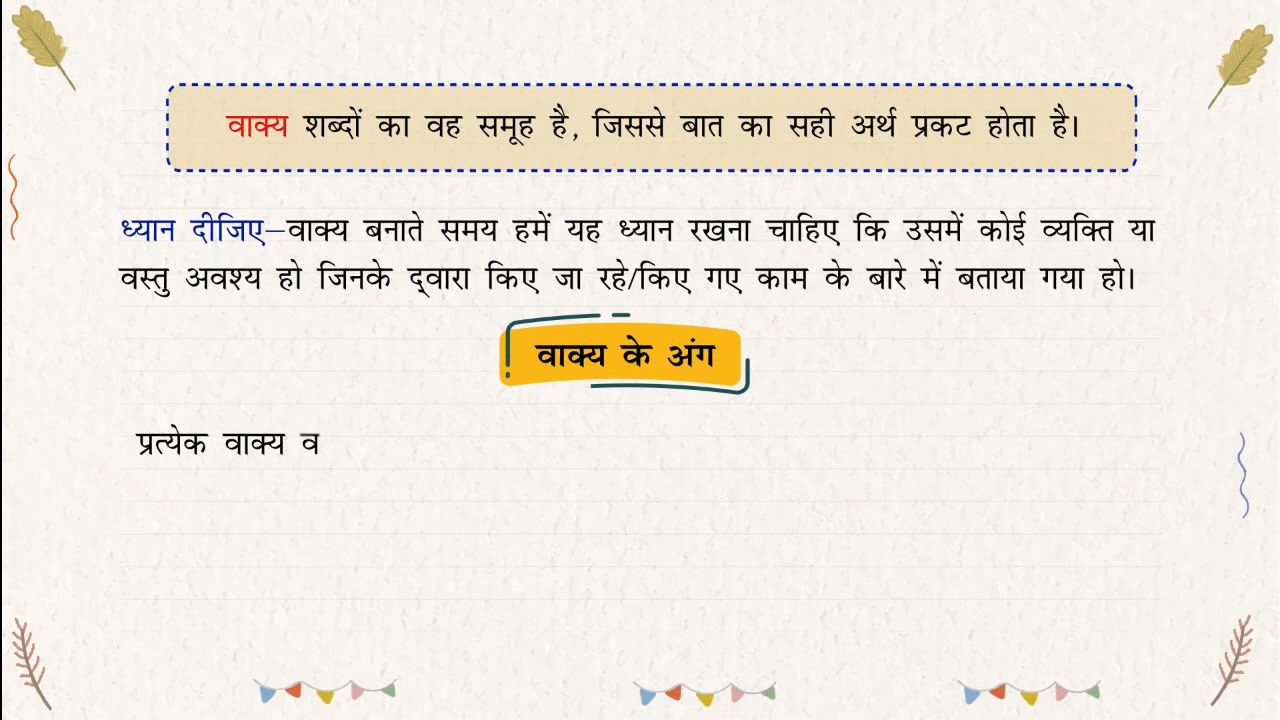 वाक्य शब्दों का वह समूह है, जिससे बात का सही अर्थ प्रकट होता है।
ध्यान दीजिए–वाक्य बनाते समय हमें यह ध्यान रखना चाहिए कि उसमें कोई व्यक्ति या
वस्तु अवश्य हो जिनके द्‌वारा किए जा रहे/किए गए काम के बारे में बताया गया हो।
वाक्य के अंग
प्रत्येक वाक्य व